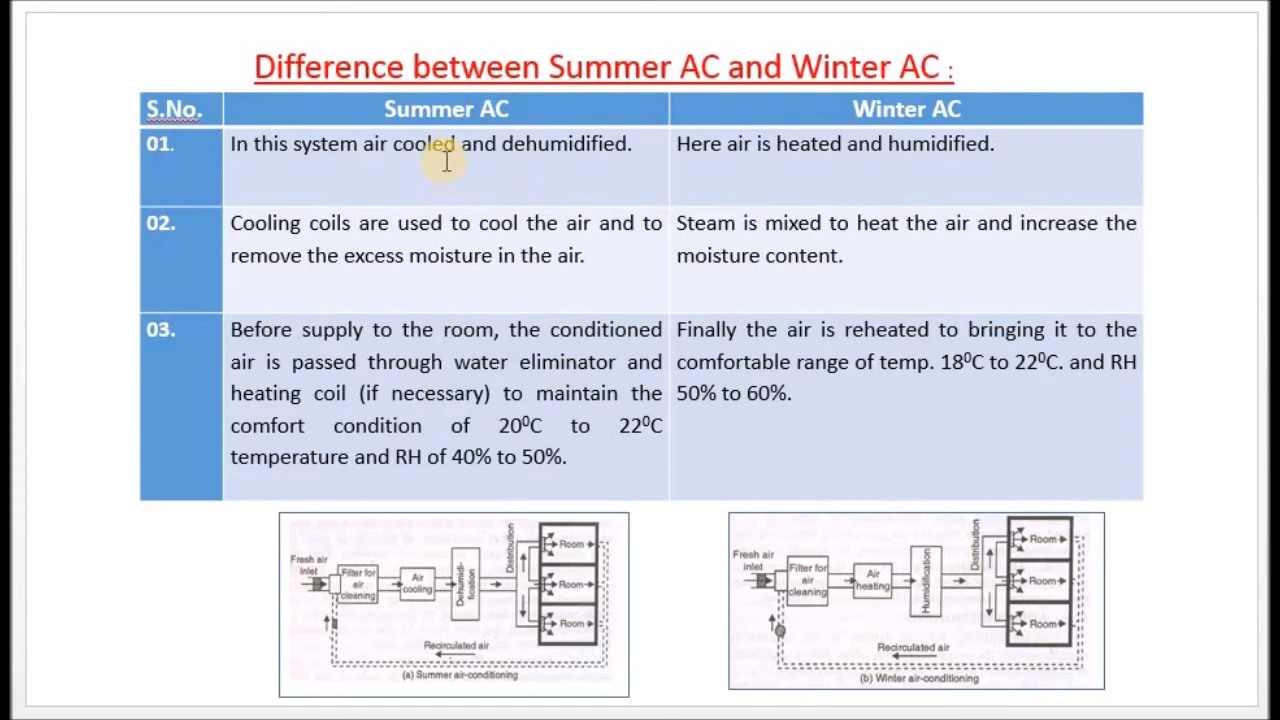 Difference between Summer AC and Winter AC :
S.No.
Summer AC
Winter AC
01.
In this system air cooled and dehumidified.
Here air is heated and humidified.
02.
Cooling coils are used to cool the air and to
remove the excess moisture in the air.
Steam is mixed to heat the air and increase the
moisture content.
03.
Before supply to the room, the conditioned
air is passed through water eliminator and
heating coil (if necessary) to maintain the
comfort condition of 20⁰C to 22⁰C
temperature and RH of 40% to 50%.
Finally the air is reheated to bringing it to the
comfortable range of temp. 18⁰C to 22⁰C. and RH
50% to 60%.
Fresh air
inlet
Filter for
air
cleaning
Air
cooling
Dehumidi-
fication
Distribution
Room
Room
Room
Recirculated air
(a) Summer air-conditioning
Fresh air
inlet
Filter for
air
cleaning
Air
heating
Humidification
Distribution
Room
Room
Room
Recirculated air
(b) Winter air-conditioning